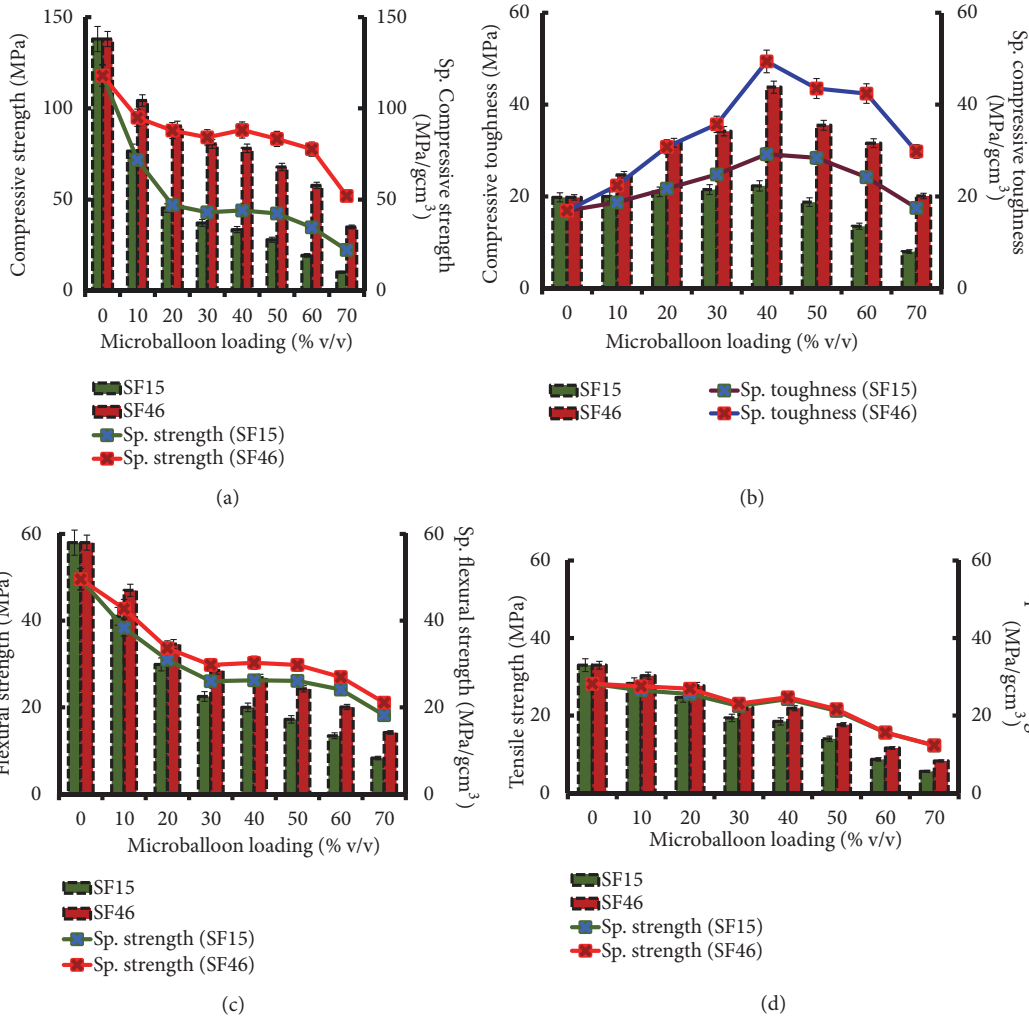 Compressive strength (MPa)
150
100
50
0
0 10 20 30 40 50 60 70
Microballoon loading (% v/v)
150
100
50
0
Sp. Compressive strength
(MPa/gcm³)
SF15
SF46
Sp. strength (SF15)
Sp. strength (SF46)
(a)
Compressive toughness (MPa)
60
40
20
0
0 10 20 30 40 50 60 70
Microballoon loading (% v/v)
60
40
20
0
Sp. compressive toughness
(MPa/gcm³)
SF15
SF46
Sp. toughness (SF15)
Sp. toughness (SF46)
(b)
Flexural strength (MPa)
60
40
20
0
0 10 20 30 40 50 60 70
Microballoon loading (% v/v)
60
40
20
0
Sp. flexural strength (MPa/gcm³)
SF15
SF46
Sp. strength (SF15)
Sp. strength (SF46)
(c)
Tensile strength (MPa)
60
40
20
0
0 10 20 30 40 50 60 70
Microballoon loading (% v/v)
60
40
20
0
(MPa/gcm³)
SF15
SF46
Sp. strength (SF15)
Sp. strength (SF46)
(d)